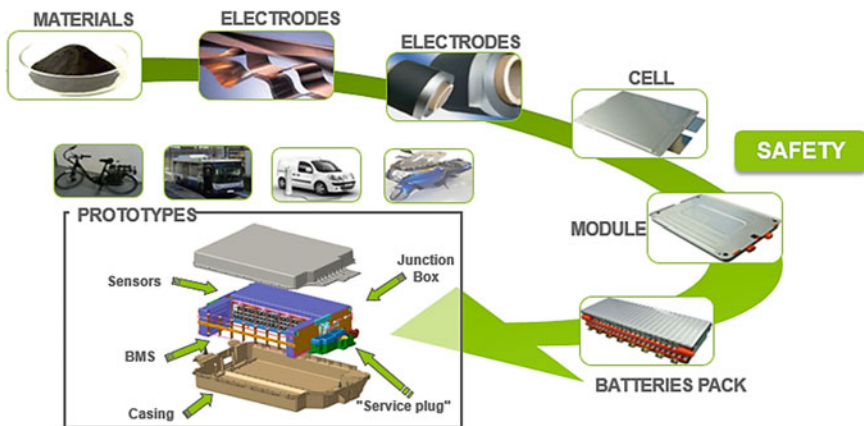 MATERIALS
ELECTRODES
ELECTRODES
CELL
SAFETY
MODULE
BATTERIES PACK
PROTOTYPES
Sensors
Junction
Box
BMS
Casing
"Service plug"